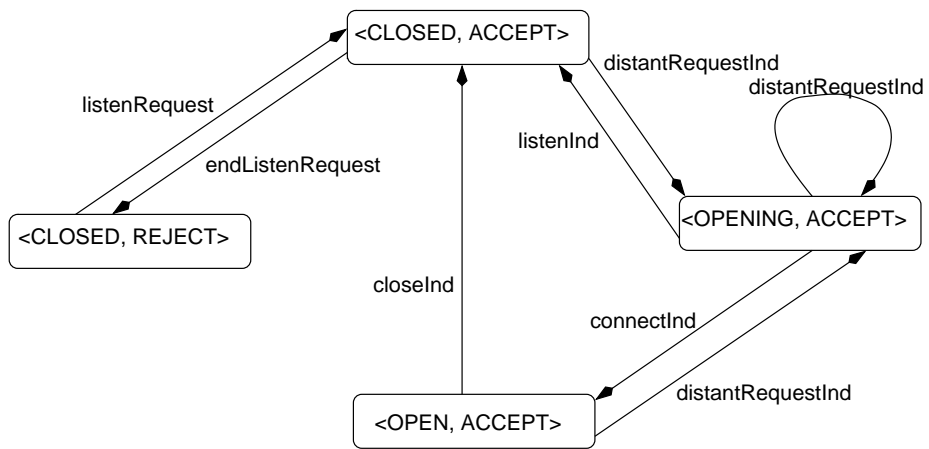 <CLOSED, ACCEPT>
distantRequestInd
distantRequestInd
listenRequest
listenInd
endListenRequest
<OPENING, ACCEPT>
<CLOSED, REJECT>
closeInd
connectInd
distantRequestInd
<OPEN, ACCEPT>